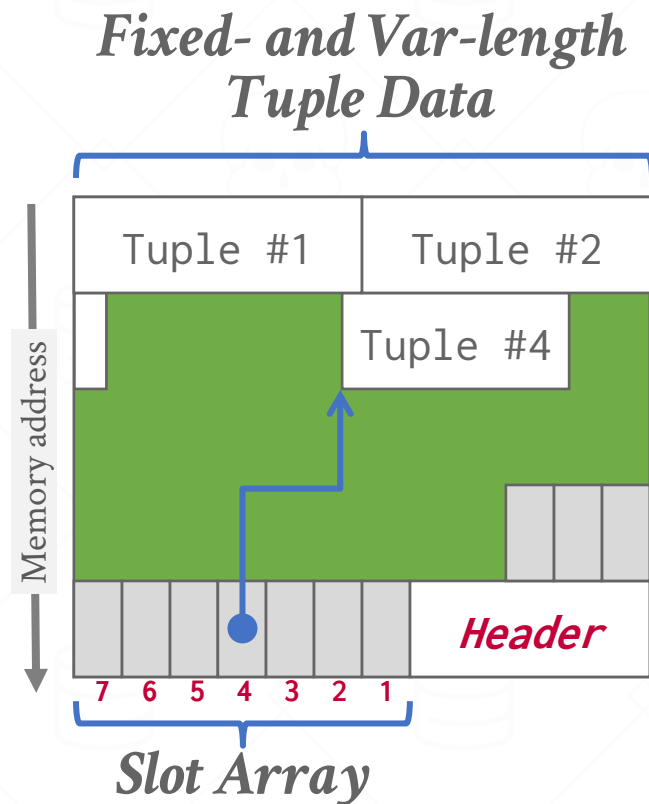 Fixed- and Var-length
Tuple Data
Tuple #1
Tuple #2
Tuple #4
Memory address
Header
7 6 5 4 3 2 1
Slot Array